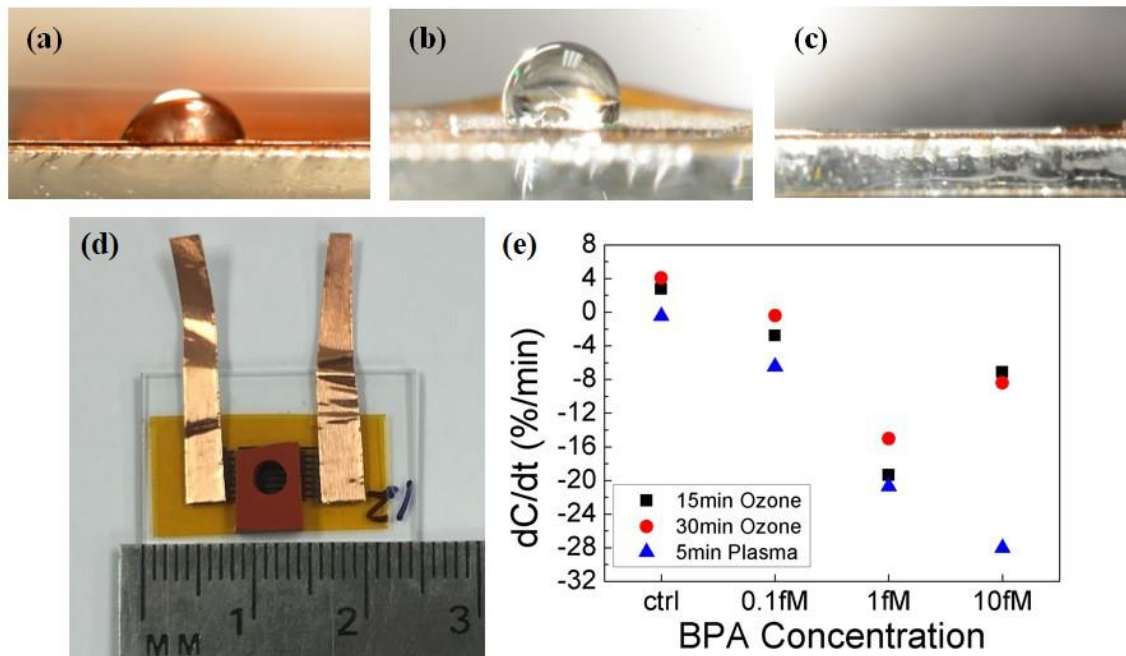 (a)
(b)
(c)
(d)
1
2
3
MM
(e)
dC/dt (%/min)
8
4
0
-4
-8
-12
-16
-20
-24
-28
-32
15min Ozone
30min Ozone
5min Plasma
ctrl
0.1fM
1fM
10fM
BPA Concentration